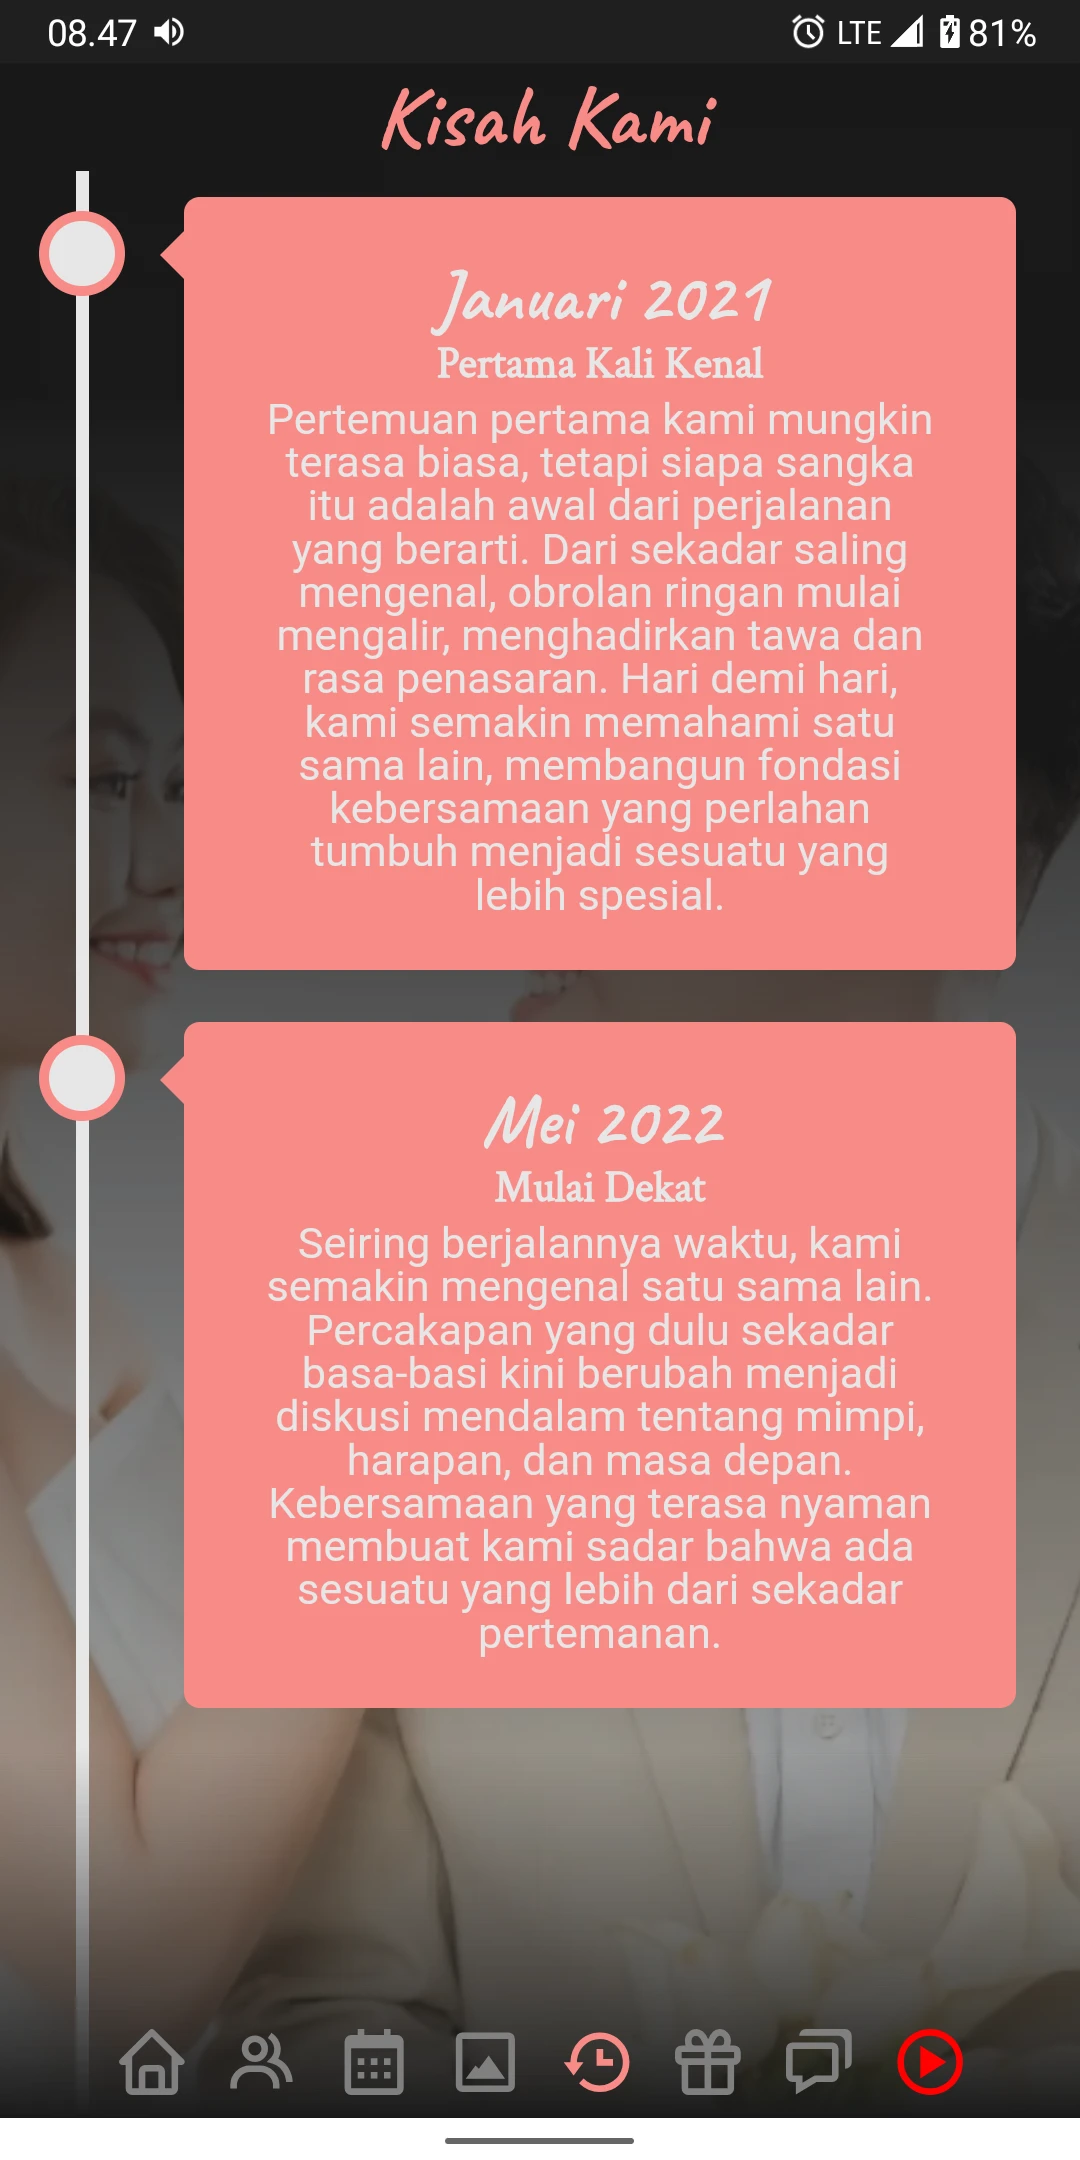 08.47
LTE
81%
Kisah Kami
Januari 2021
Pertama Kali Kenal
Pertemuan pertama kami mungkin
terasa biasa, tetapi siapa sangka
itu adalah awal dari perjalanan
yang berarti. Dari sekadar saling
mengenal, obrolan ringan mulai
mengalir, menghadirkan tawa dan
rasa penasaran. Hari demi hari,
kami semakin memahami satu
sama lain, membangun fondasi
kebersamaan yang perlahan
tumbuh menjadi sesuatu yang
lebih spesial.
Mei 2022
Mulai Dekat
Seiring berjalannya waktu, kami
semakin mengenal satu sama lain.
Percakapan yang dulu sekadar
basa-basi kini berubah menjadi
diskusi mendalam tentang mimpi,
harapan, dan masa depan.
Kebersamaan yang terasa nyaman
membuat kami sadar bahwa ada
sesuatu yang lebih dari sekadar
pertemanan.